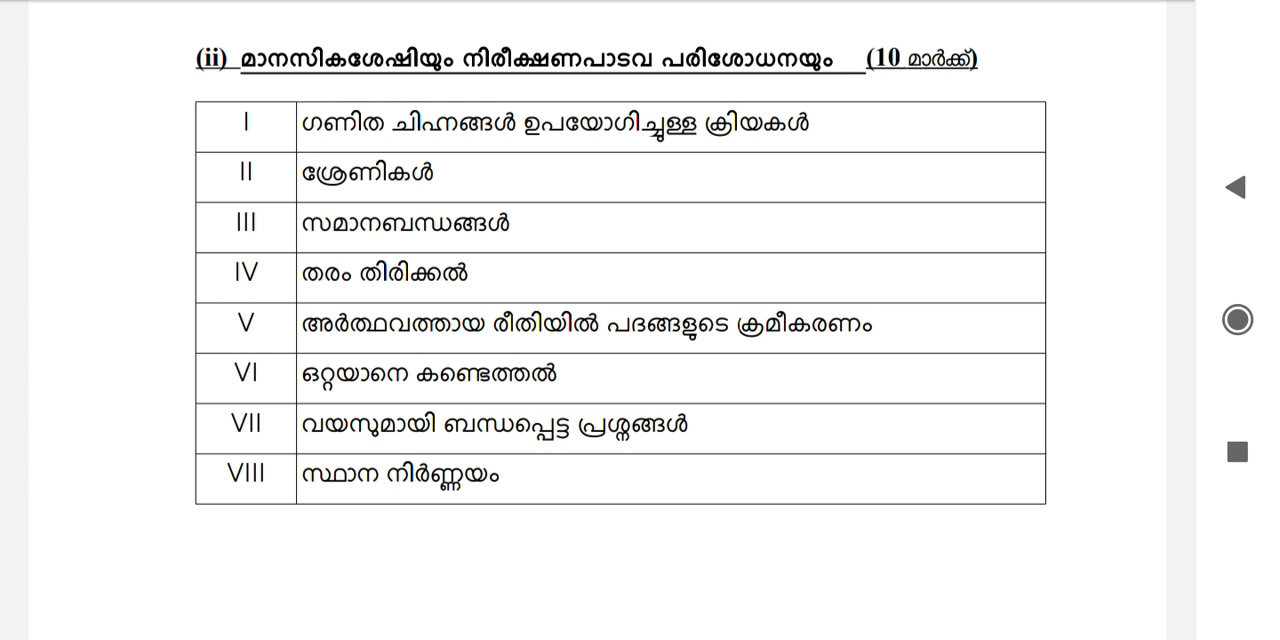 (ii) മാനസികശേഷിയും നിരീക്ഷണപാടവ പരിശോധനയും (10 മാർക്ക്)
I ഗണിത ചിഹ്നങ്ങൾ ഉപയോഗിച്ചുള്ള ക്രിയകൾ
II ശ്രേണികൾ
III സമാനബന്ധങ്ങൾ
IV തരം തിരിക്കൽ
V അർത്ഥവത്തായ രീതിയിൽ പദങ്ങളുടെ ക്രമീകരണം
VI ഒറ്റയാനെ കണ്ടെത്തൽ
VII വയസുമായി ബന്ധപ്പെട്ട പ്രശ്നങ്ങൾ
VIII സ്ഥാന നിർണ്ണയം